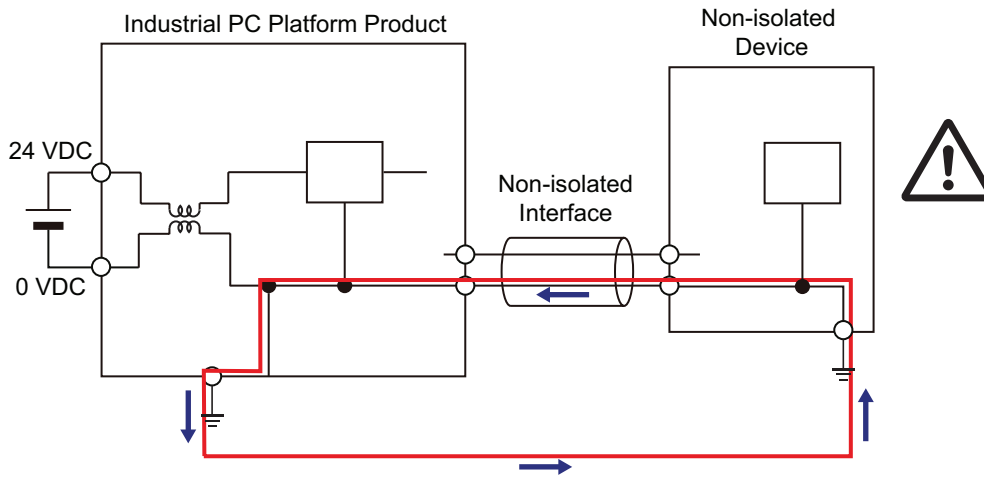 Industrial PC Platform Product
Non-isolated
Device
24 VDC
Non-isolated
Interface
0 VDC